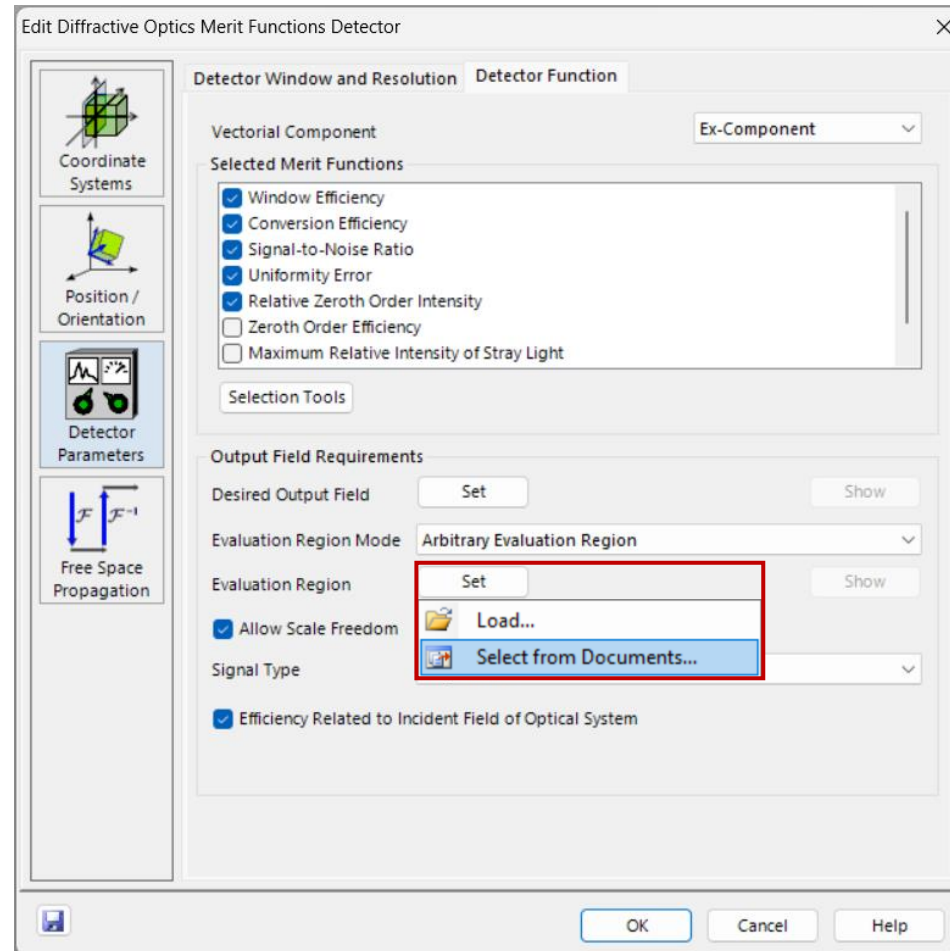 Edit Diffractive Optics Merit Functions Detector
Coordinate
Systems
Position /
Orientation
Detector
Parameters
F F-1
Free Space
Propagation
Detector Window and Resolution Detector Function
Vectorial Component Ex-Component
Selected Merit Functions
Window Efficiency
Conversion Efficiency
Signal-to-Noise Ratio
Uniformity Error
Relative Zeroth Order Intensity
Zeroth Order Efficiency
Maximum Relative Intensity of Stray Light
Selection Tools
Output Field Requirements
Desired Output Field Set Show
Evaluation Region Mode Arbitrary Evaluation Region
Evaluation Region Set Show
Load...
Allow Scale Freedom
Select from Documents...
Signal Type
Efficiency Related to Incident Field of Optical System
OK Cancel Help